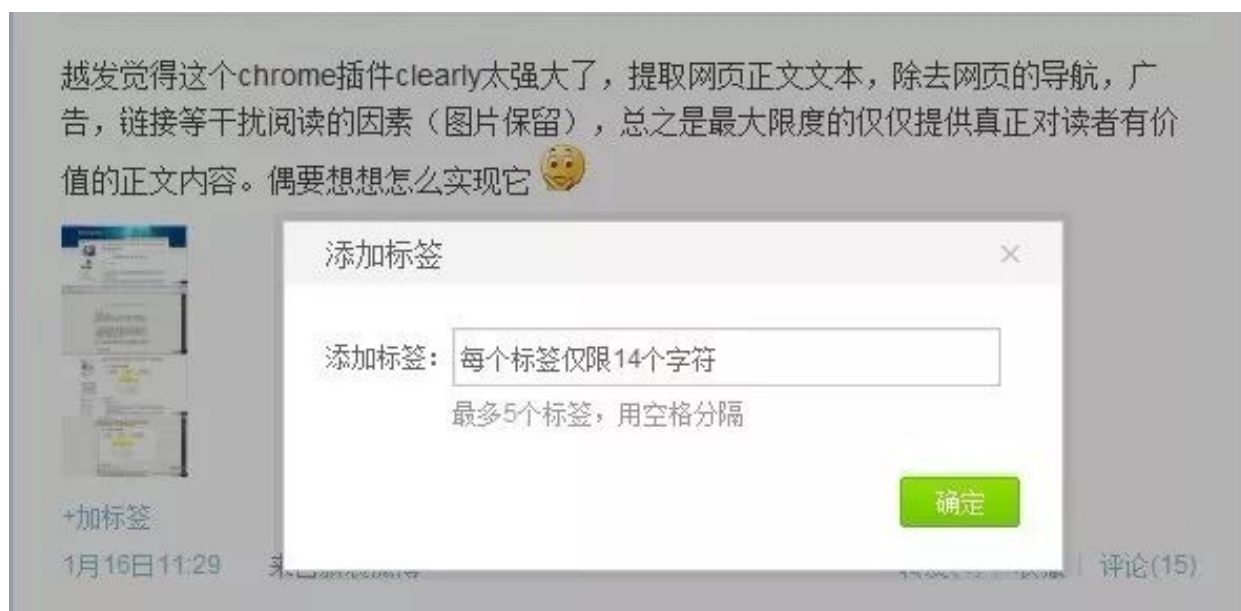 越发觉得这个chrome插件clearly太强大了，提取网页正文文本，除去网页的导航，广
告，链接等干扰阅读的因素（图片保留），总之是最大限度的仅仅提供真正对读者有价
值的正文内容。偶要想想怎么实现它
添加标签
添加标签：每个标签仅限14个字符
最多5个标签，用空格分隔
确定
+加标签
1月16日11:29 评论(15)